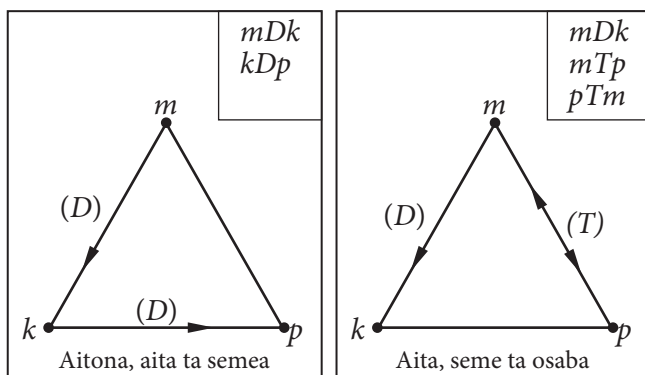 mDk
kDp
m
(D)
(D)
k
p
Aitona, aita ta semea
mDk
mTp
pTm
m
(D)
(T)
k
p
Aita, seme ta osaba